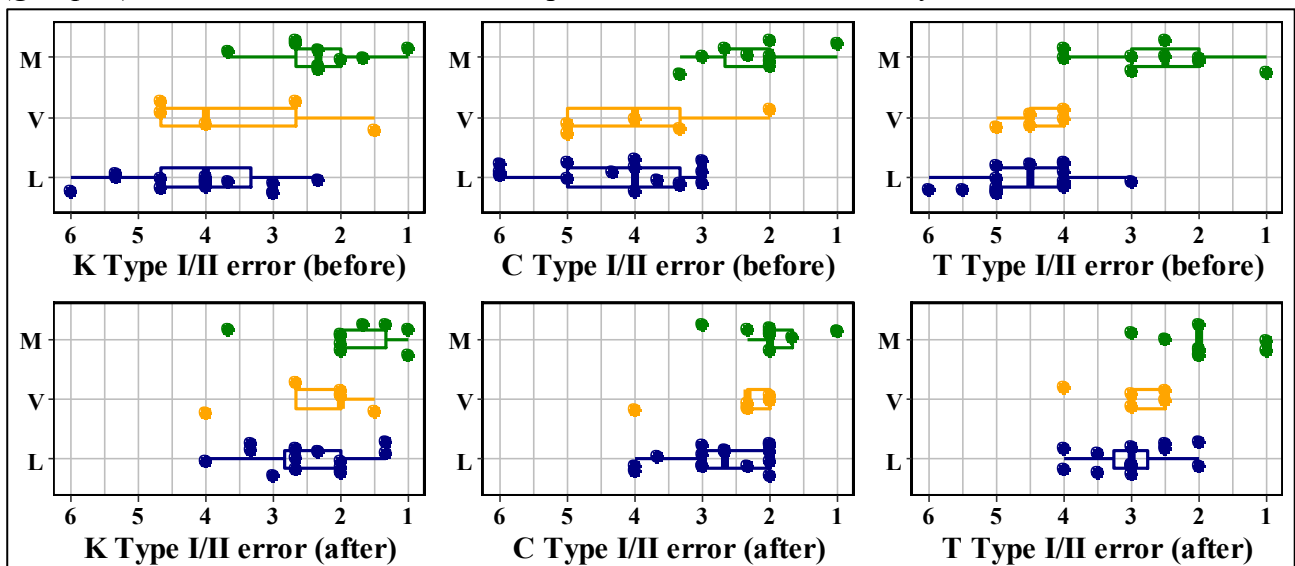 M
V
L
6 5 4 3 2 1
K Type I/II error (before)
M
V
L
6 5 4 3 2 1
C Type I/II error (before)
M
V
L
6 5 4 3 2 1
T Type I/II error (before)
M
V
L
6 5 4 3 2 1
K Type I/II error (after)
M
V
L
6 5 4 3 2 1
C Type I/II error (after)
M
V
L
6 5 4 3 2 1
T Type I/II error (after)